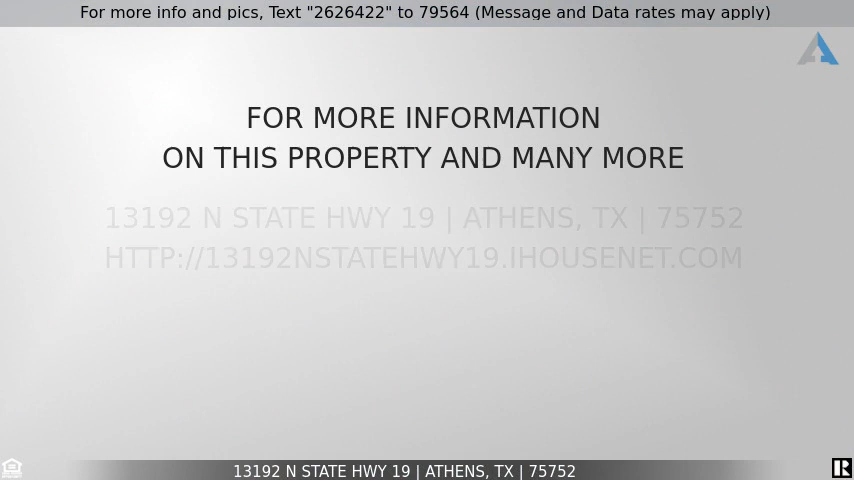 For more info and pics, Text "2626422" to 79564 (Message and Data rates may apply)
FOR MORE INFORMATION
ON THIS PROPERTY AND MANY MORE
13192 N STATE HWY 19 | ATHENS, TX | 75752
HTTP://13192NSTATEHWY19.IHOUSENET.COM
13192 N STATE HWY 19 | ATHENS, TX | 75752